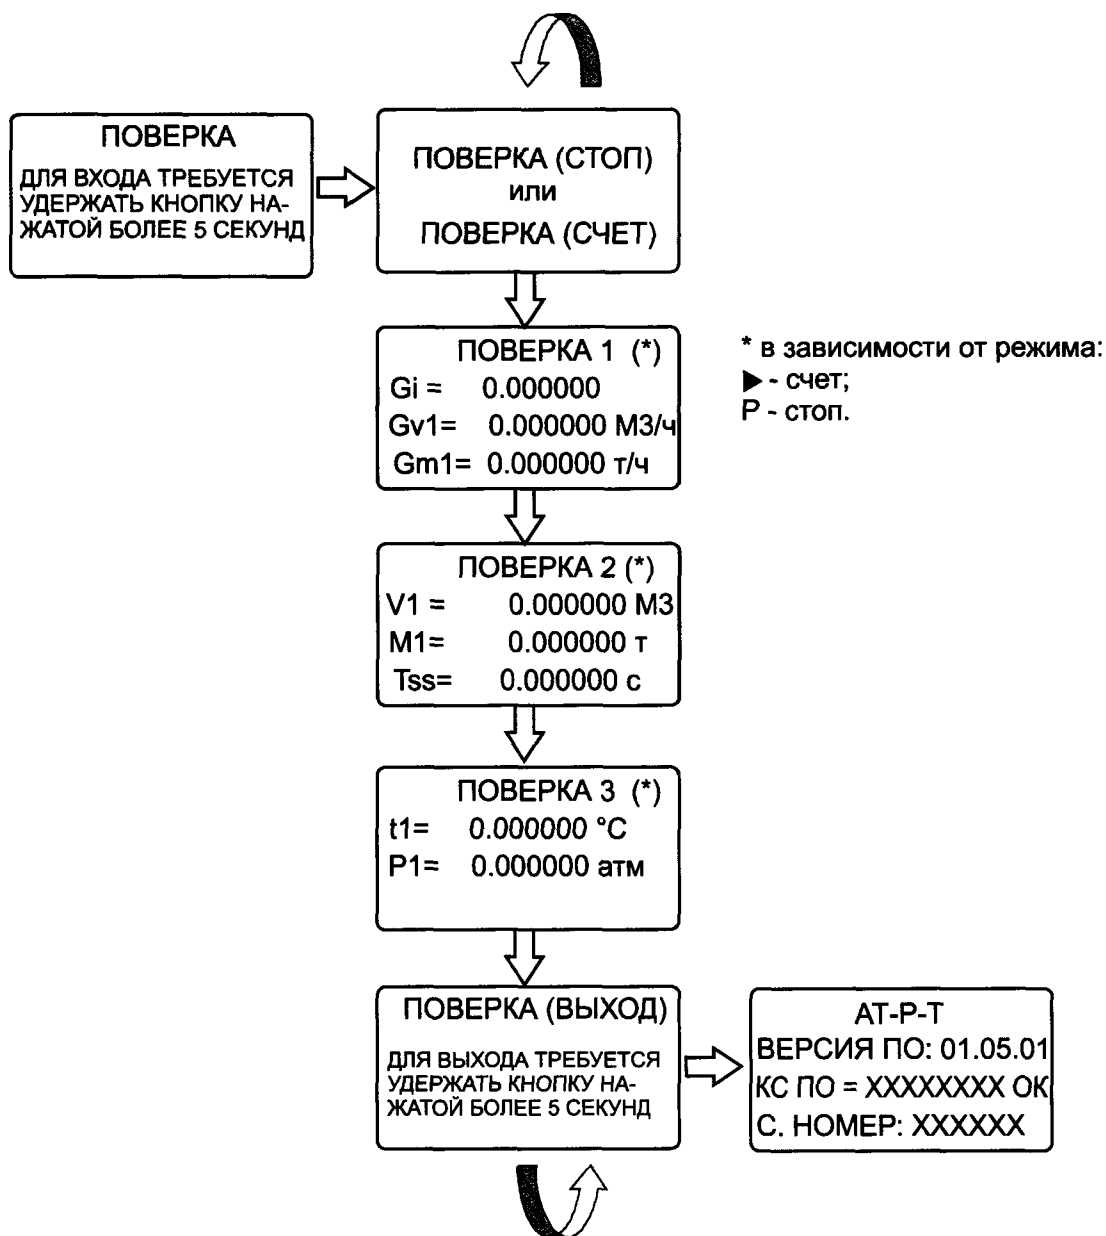 ПОВЕРКА
ДЛЯ ВХОДА ТРЕБУЕТСЯ
УДЕРЖАТЬ КНОПКУ НА-
ЖАТОЙ БОЛЕЕ 5 СЕКУНД
ПОВЕРКА (СТОП)
или
ПОВЕРКА (СЧЕТ)
ПОВЕРКА 1 (*)
Gi = 0.000000
Gv1= 0.000000 М3/ч
Gm1= 0.000000 т/ч
* в зависимости от режима:
▶ - счет;
Р - стоп.
ПОВЕРКА 2 (*)
V1 = 0.000000 М3
M1= 0.000000 т
Tss= 0.000000 с
ПОВЕРКА 3 (*)
t1= 0.000000 °C
P1= 0.000000 атм
ПОВЕРКА (ВЫХОД)
ДЛЯ ВЫХОДА ТРЕБУЕТСЯ
УДЕРЖАТЬ КНОПКУ НА-
ЖАТОЙ БОЛЕЕ 5 СЕКУНД
АТ-Р-Т
ВЕРСИЯ ПО: 01.05.01
КС ПО = XXXXXXXX ОК
С. НОМЕР: XXXXXX